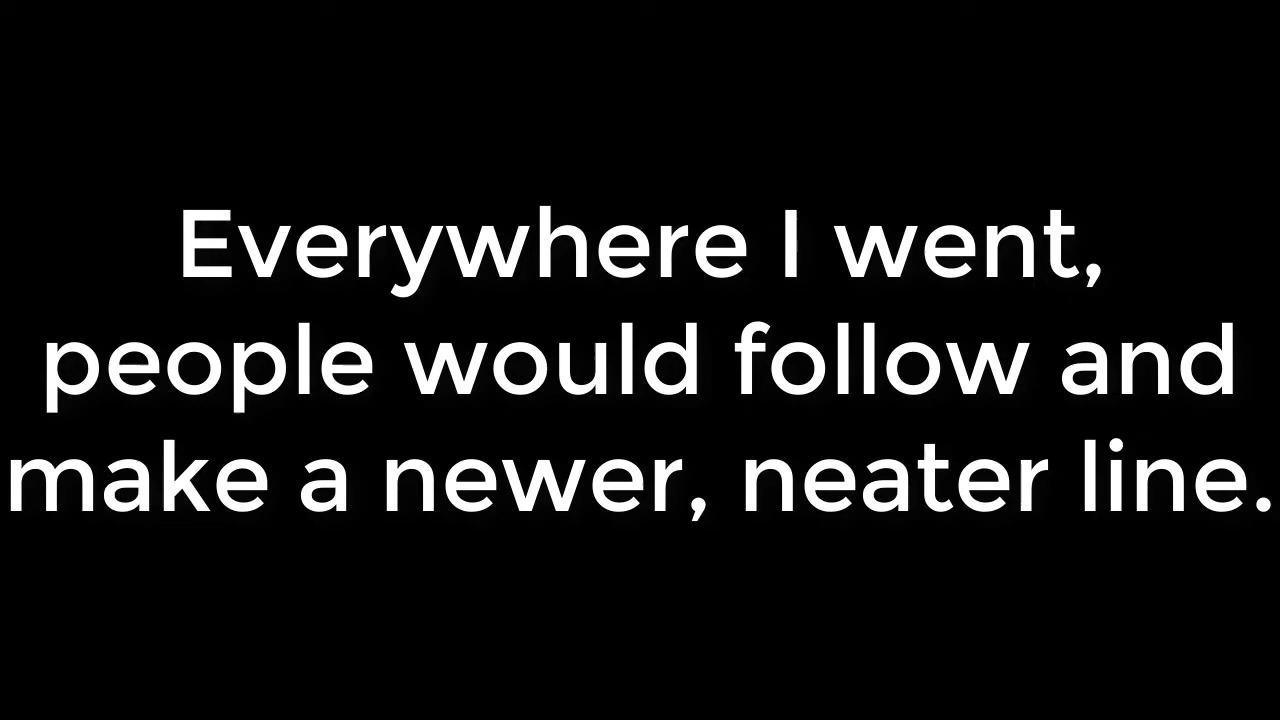 Everywhere I went,
people would follow and
make a newer, neater line.